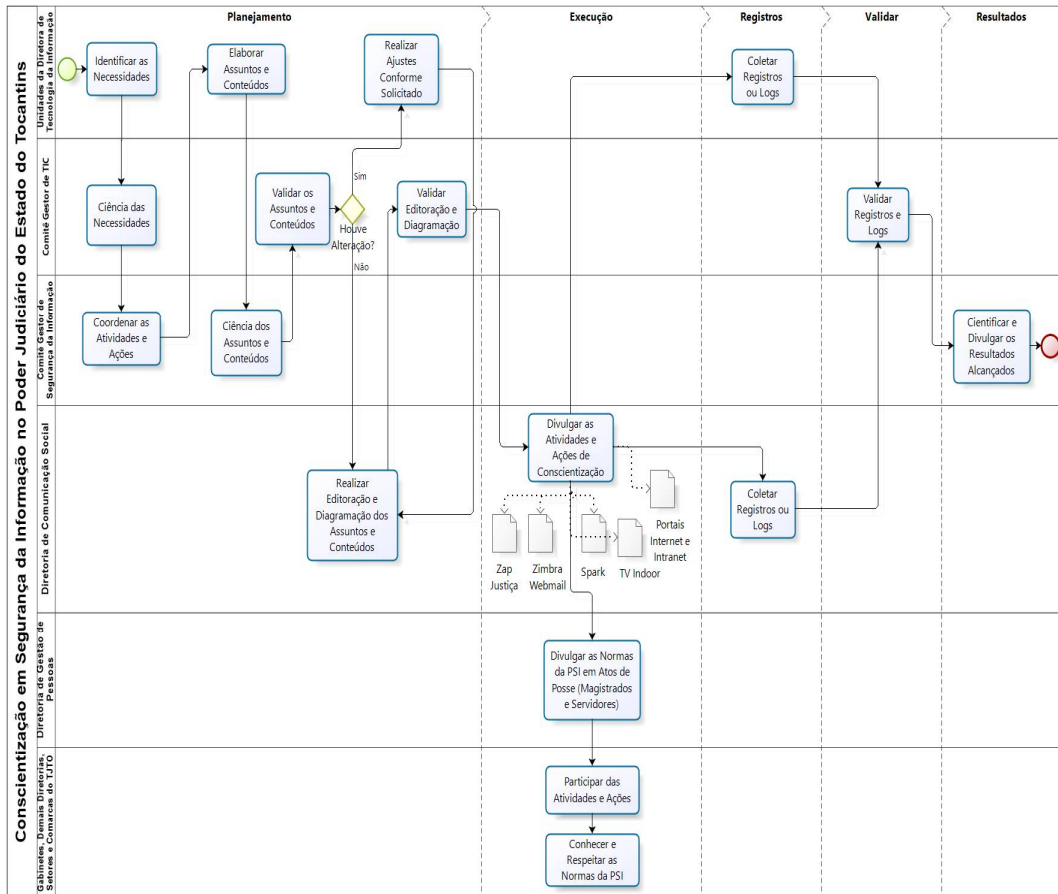 Conscientização em Segurança da Informação no Poder Judiciário do Estado do Tocantins
Planejamento
Execução
Registros
Validar
Resultados
Unidades da Diretora de
Tecnologia da Informação
Identificar as
Necessidades
Elaborar
Assuntos e
Conteúdos
Realizar
Ajustes
Conforme
Solicitado
Coletar
Registros
ou Logs
Comitê Gestor de TIC
Ciência das
Necessidades
Validar os
Assuntos e
Conteúdos
Sim
Houve
Alteração?
Não
Validar
Editoração e
Diagramação
Validar
Registros e
Logs
Comitê Gestor de
Segurança da Informação
Coordenar as
Atividades e
Ações
Ciência dos
Assuntos e
Conteúdos
Cientificar e
Divulgar os
Resultados
Alcançados
Diretoria de Comunicação Social
Realizar
Editoração e
Diagramação dos
Assuntos e
Conteúdos
Divulgar as
Atividades e
Ações de
Conscientização
Zap
Justiça
Zimbra
Webmail
Spark
TV Indoor
Portais
Internet e
Intranet
Coletar
Registros ou
Logs
Diretoria de Gestão de
Pessoas
Divulgar as Normas
da PSI em Atos de
Posse (Magistrados
e Servidores)
Gabinetes, Demais Diretorias,
Setores e Comarcas do TJTO
Participar das
Atividades e Ações
Conhecer e
Respeitar as
Normas da PSI